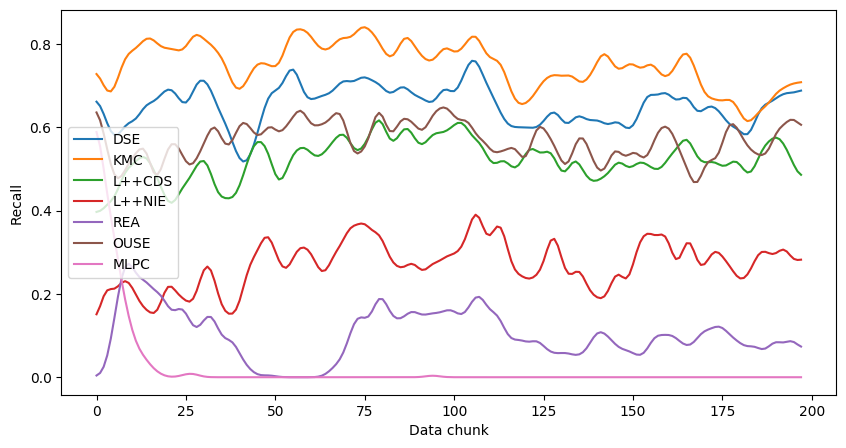 0.8
0.6
0.4
0.2
0.0
Recall
DSE
KMC
L++CDS
L++NIE
REA
OUSE
MLPC
0 25 50 75 100 125 150 175 200
Data chunk